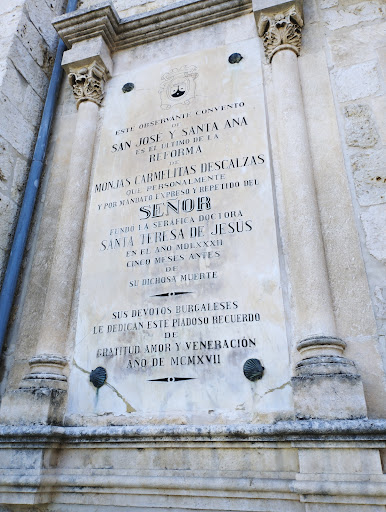 ESTE OBSERVANTE CONVENTO
DE
SAN JOSE Y SANTA ANA
ES EL ULTIMO DE LA
REFORMA
DE
MONJAS CARMELITAS DESCALZAS
QUE PERSONALMENTE
Y POR MANDATO EXPRESO Y REPETIDO DEL
SEÑOR
FUNDO LA SERAFICA DOCTORA
SANTA TERESA DE JESUS
EN EL AÑO MDLXXXII
CINCO MESES ANTES
DE
SU DICHOSA MUERTE
SUS DEVOTOS BURGALESES
LE DEDICAN ESTE PIADOSO RECUERDO
DE
GRATITUD AMOR Y VENERACIÓN
AÑO DE MCMXVII